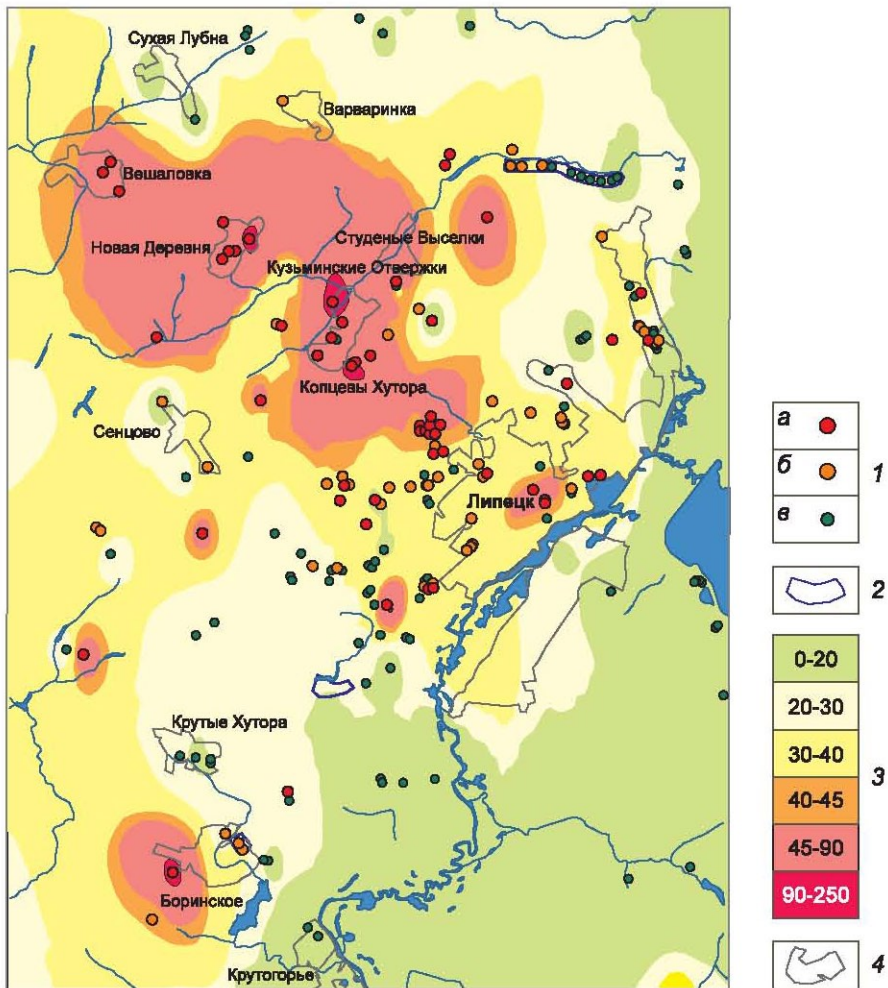 Сухая Лубна
Варваринка
Вешаловка
Студеные Выселки
Новая Деревня
Кузьминские Отвержки
Копцевы Хутора
Сенцово
Липецк
Крутые Хутора
Боринское
Крутогорье
а
б
1
в
2
0-20
20-30
30-40
3
40-45
45-90
90-250
4